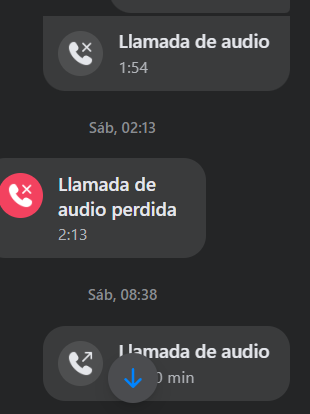 Llamada de audio
1:54
Sáb, 02:13
Llamada de
audio perdida
2:13
Sáb, 08:38
Llamada de audio
min